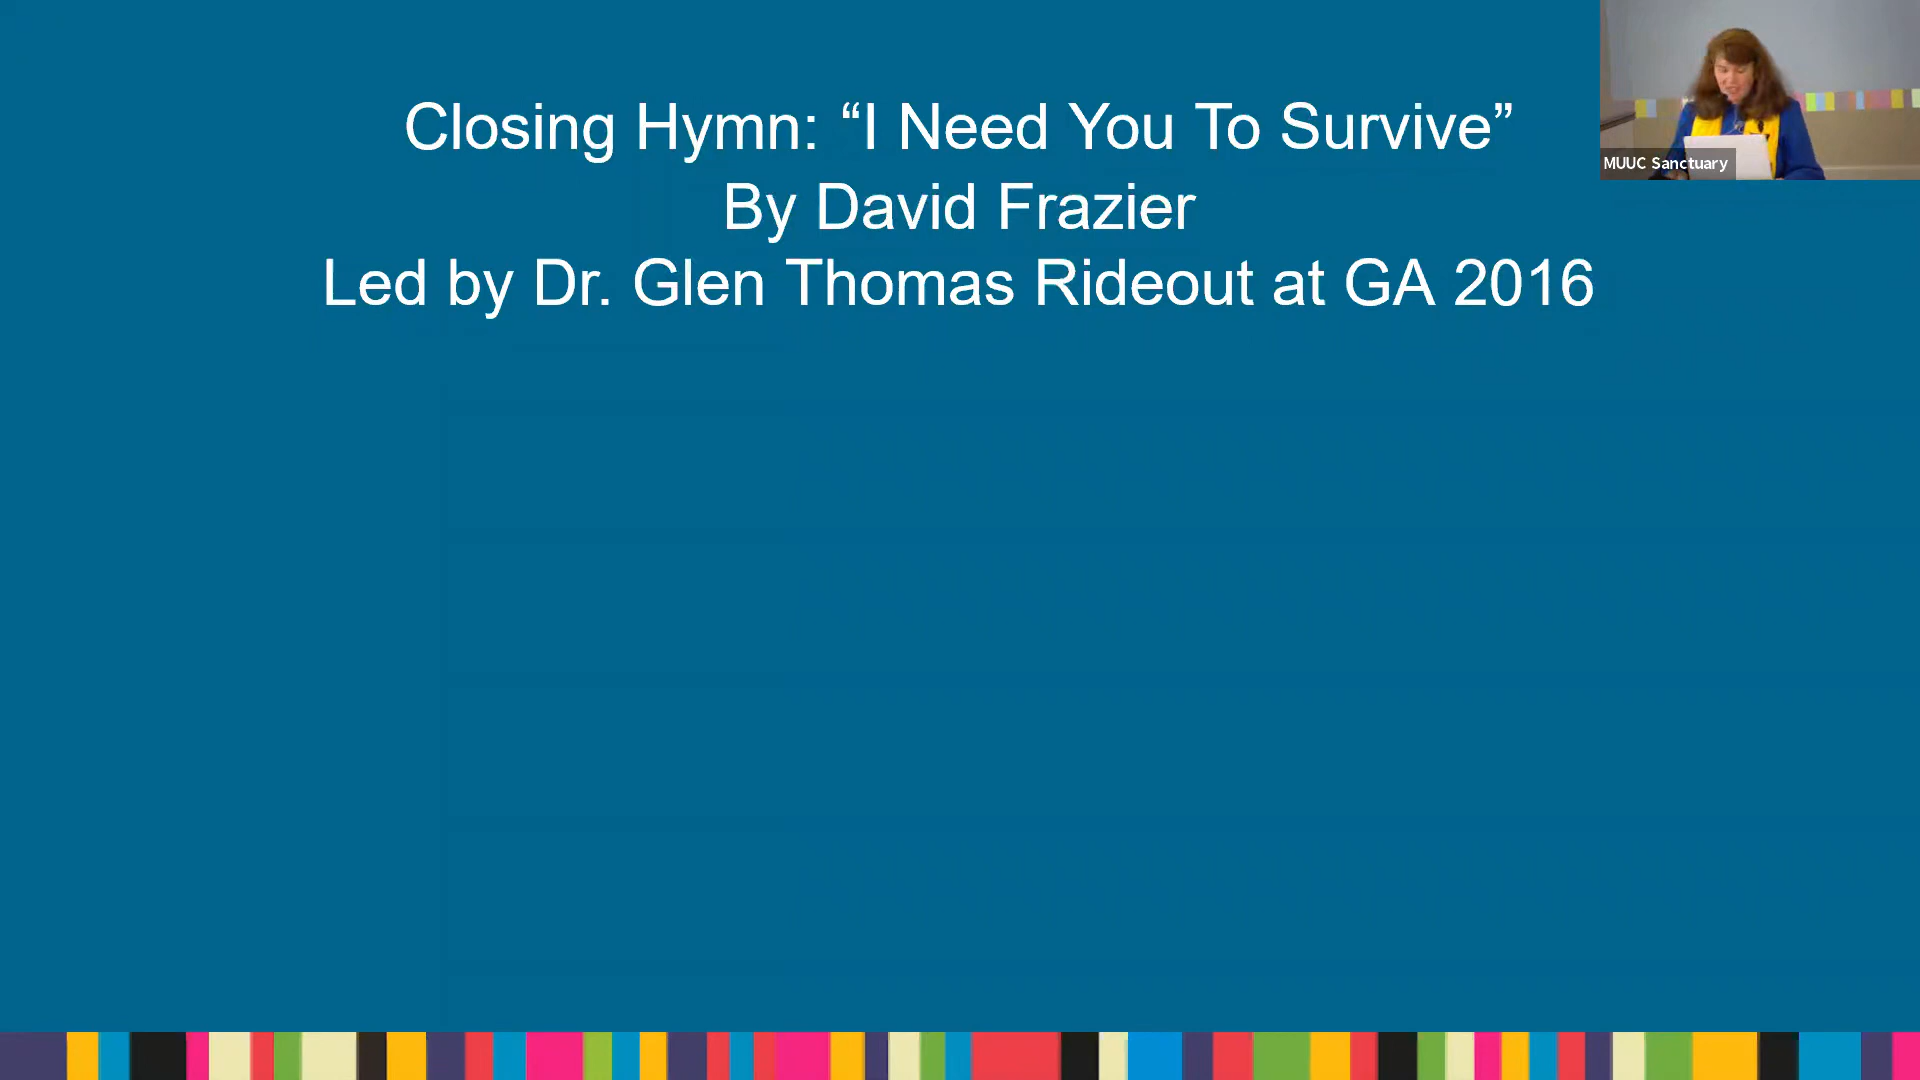 Closing Hymn: “I Need You To Survive”
By David Frazier
Led by Dr. Glen Thomas Rideout at GA 2016
MUUC Sanctuary